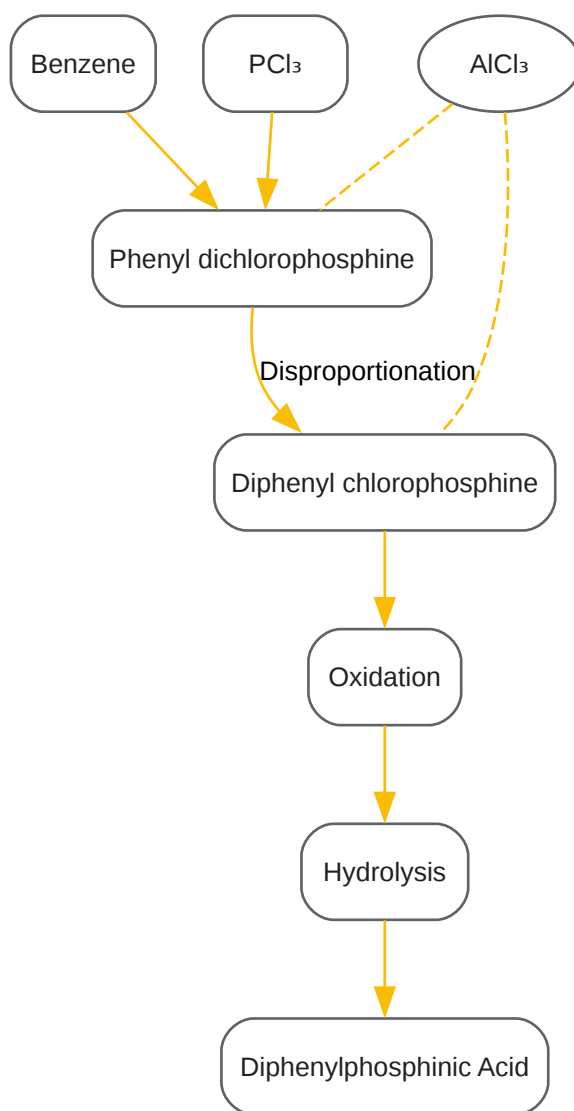 Benzene
PCl₃
AlCl₃
Phenyl dichlorophosphine
Disproportionation
Diphenyl chlorophosphine
Oxidation
Hydrolysis
Diphenylphosphinic Acid